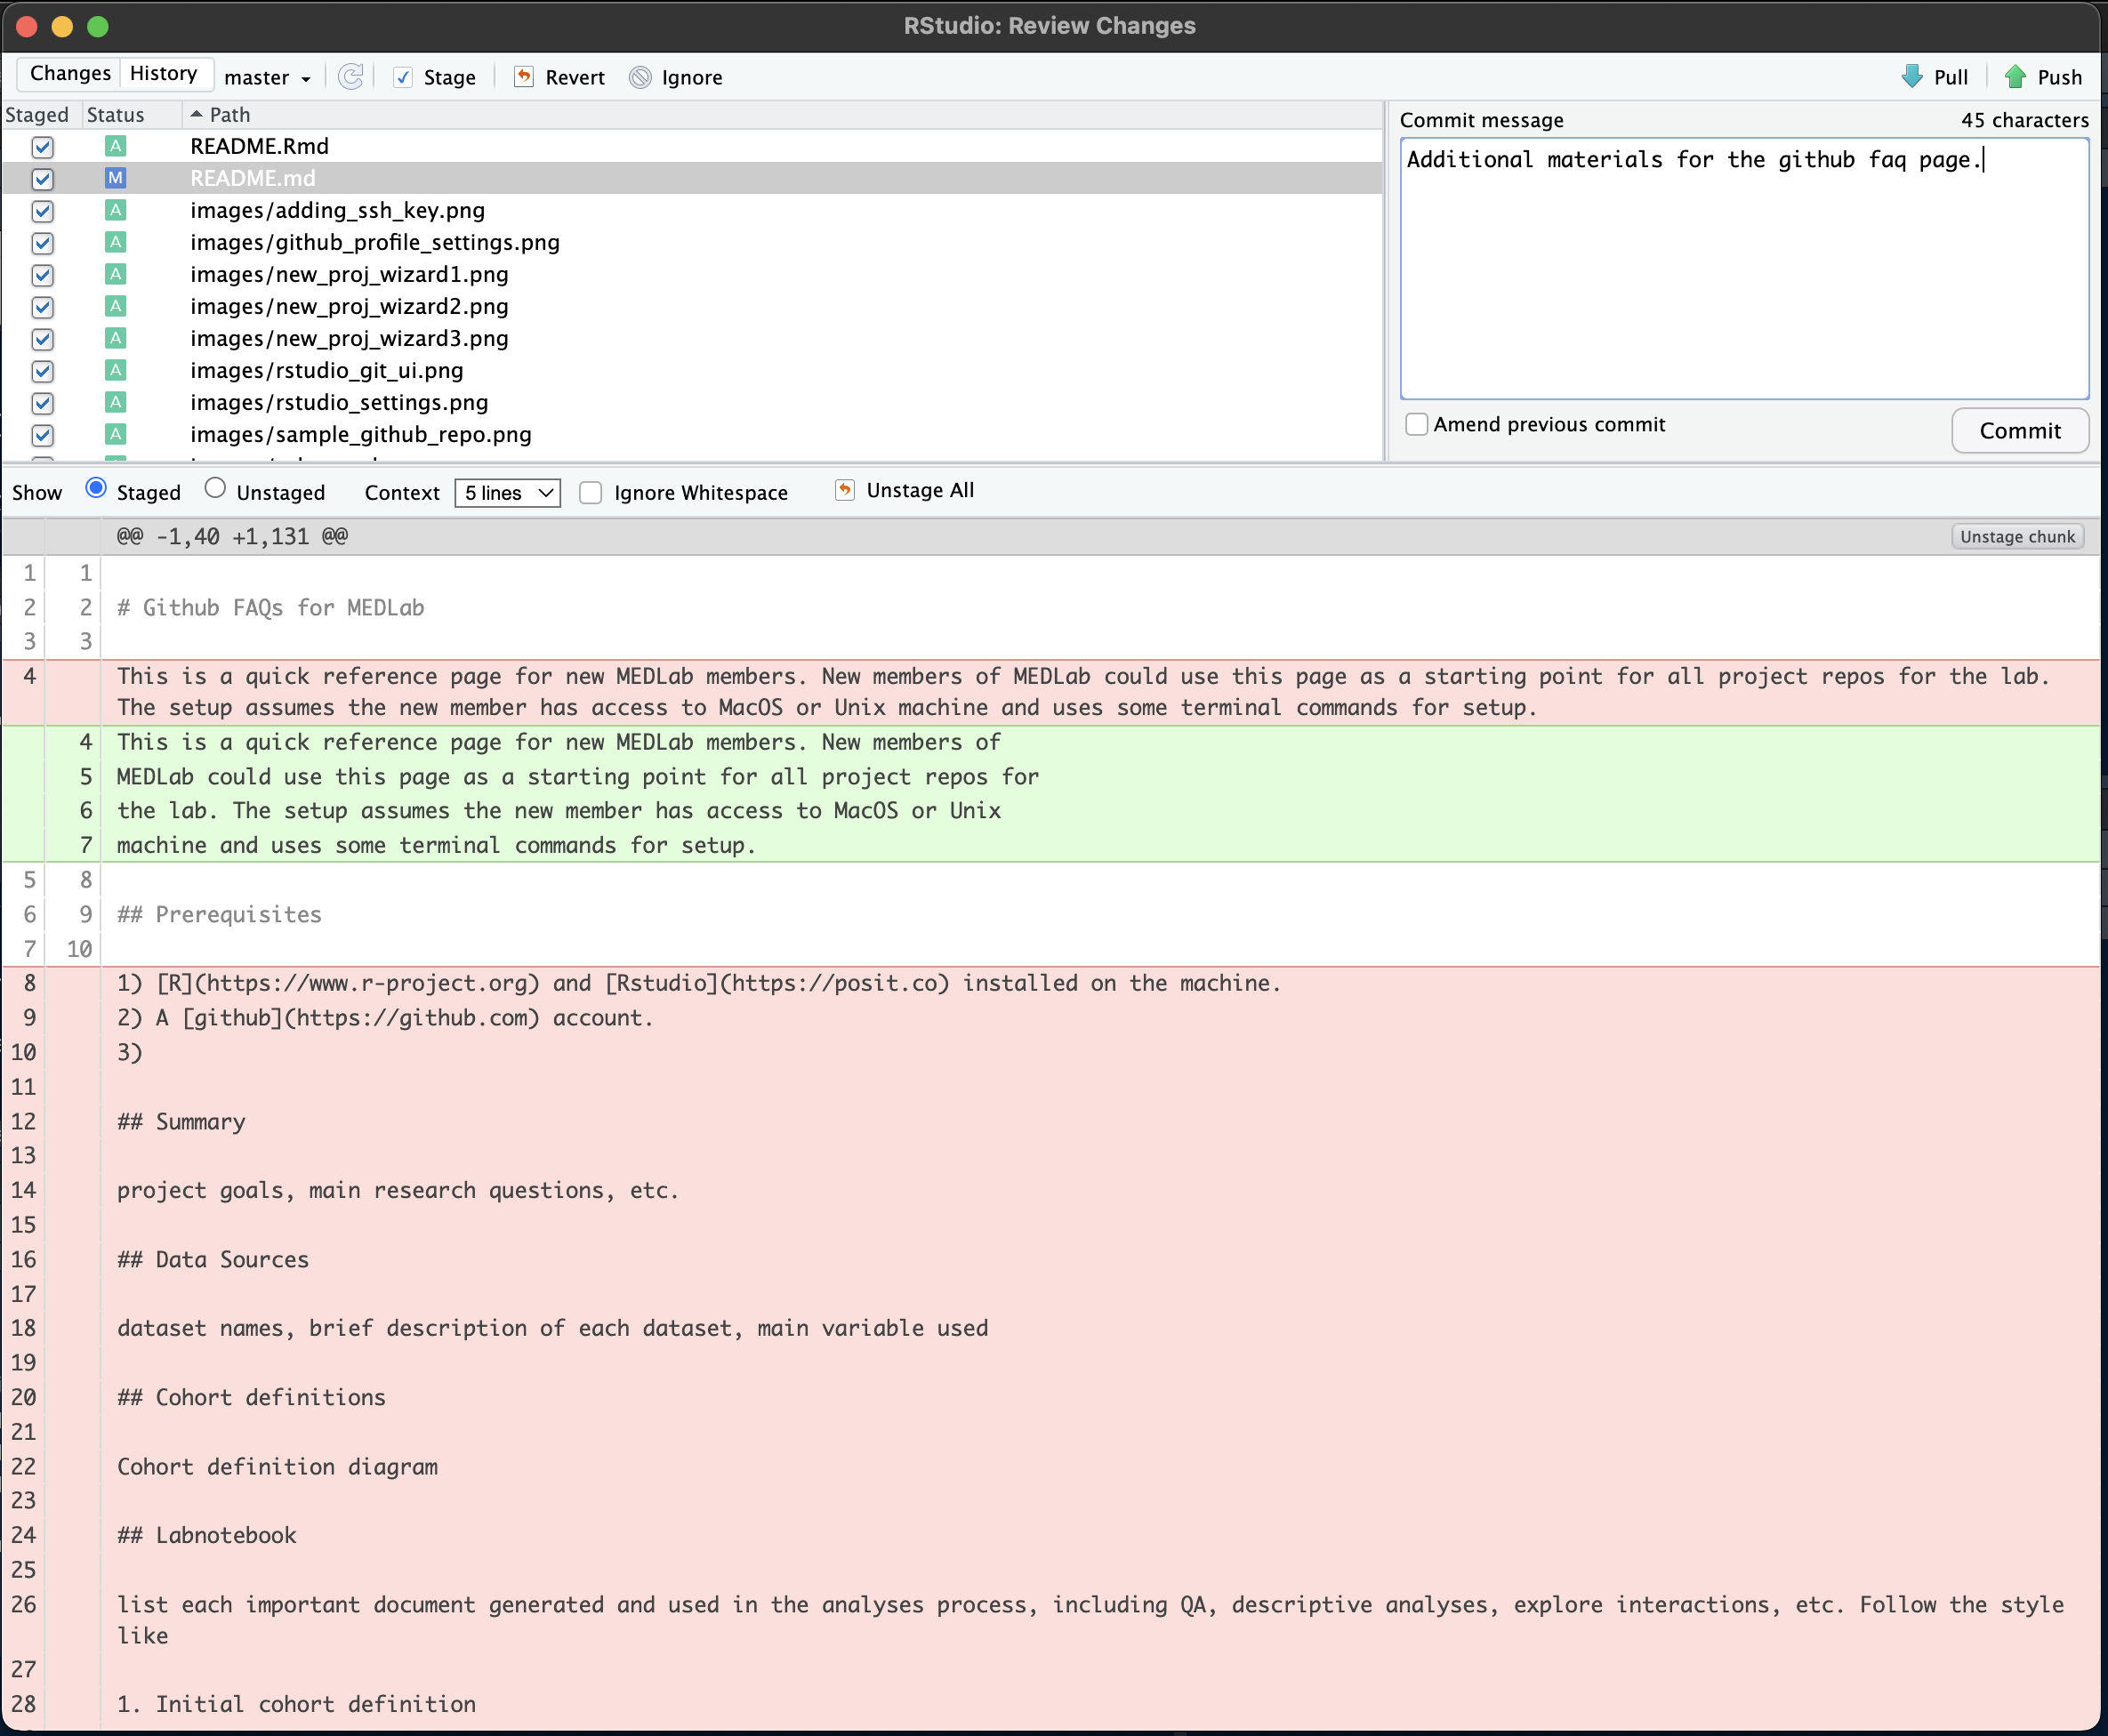 RStudio: Review Changes
Changes History master Stage Revert Ignore Pull Push
Staged Status Path
A README.Rmd
M README.md
A images/adding_ssh_key.png
A images/github_profile_settings.png
A images/new_proj_wizard1.png
A images/new_proj_wizard2.png
A images/new_proj_wizard3.png
A images/rstudio_git_ui.png
A images/rstudio_settings.png
A images/sample_github_repo.png
Commit message 45 characters
Additional materials for the github faq page.
Amend previous commit Commit
Show Staged Unstaged Context 5 lines Ignore Whitespace Unstage All
@@ -1,40 +1,131 @@ Unstage chunk
1 1
2 2 # Github FAQs for MEDLab
3 3
4 This is a quick reference page for new MEDLab members. New members of MEDLab could use this page as a starting point for all project repos for the lab.
The setup assumes the new member has access to MacOS or Unix machine and uses some terminal commands for setup.
4 This is a quick reference page for new MEDLab members. New members of
5 MEDLab could use this page as a starting point for all project repos for
6 the lab. The setup assumes the new member has access to MacOS or Unix
7 machine and uses some terminal commands for setup.
5 8
6 9 ## Prerequisites
7 10
8 1) [R](https://www.r-project.org) and [Rstudio](https://posit.co) installed on the machine.
9 2) A [github](https://github.com) account.
10 3)
11
12 ## Summary
13
14 project goals, main research questions, etc.
15
16 ## Data Sources
17
18 dataset names, brief description of each dataset, main variable used
19
20 ## Cohort definitions
21
22 Cohort definition diagram
23
24 ## Labnotebook
25
26 list each important document generated and used in the analyses process, including QA, descriptive analyses, explore interactions, etc. Follow the style
like
27
28 1. Initial cohort definition